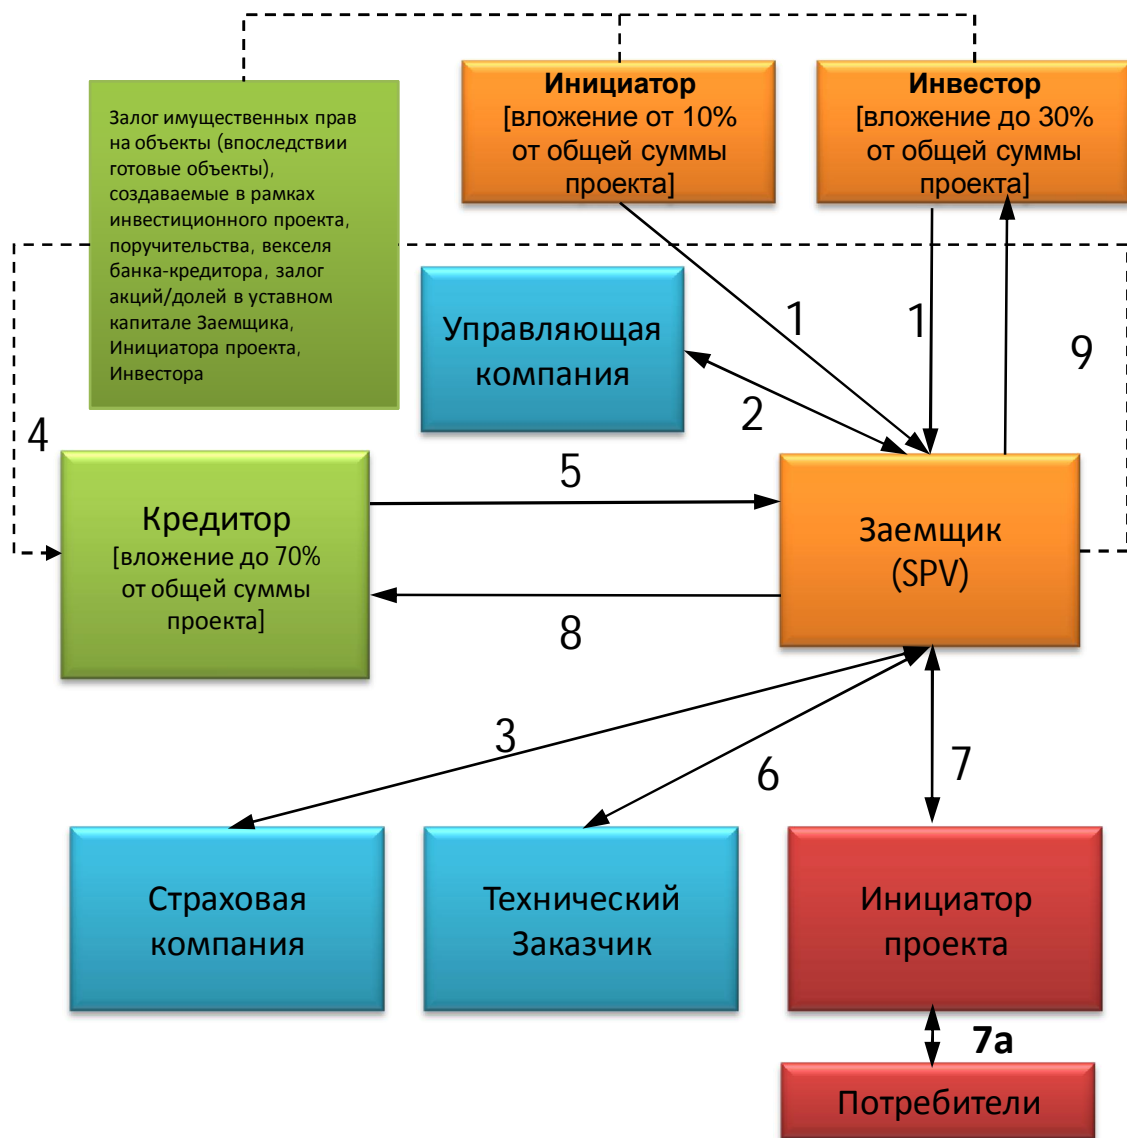 Инициатор
[вложение от 10%
от общей суммы
проекта]
Инвестор
[вложение до 30%
от общей суммы
проекта]
Залог имущественных прав
на объекты (впоследствии
готовые объекты),
создаваемые в рамках
инвестиционного проекта,
поручительства, векселя
банка-кредитора, залог
акций/долей в уставном
капитале Заемщика,
Инициатора проекта,
Инвестора
Управляющая
компания
1
1
9
2
4
5
Кредитор
[вложение до 70%
от общей суммы
проекта]
Заемщик
(SPV)
8
3
6
7
Страховая
компания
Технический
Заказчик
Инициатор
проекта
7а
Потребители